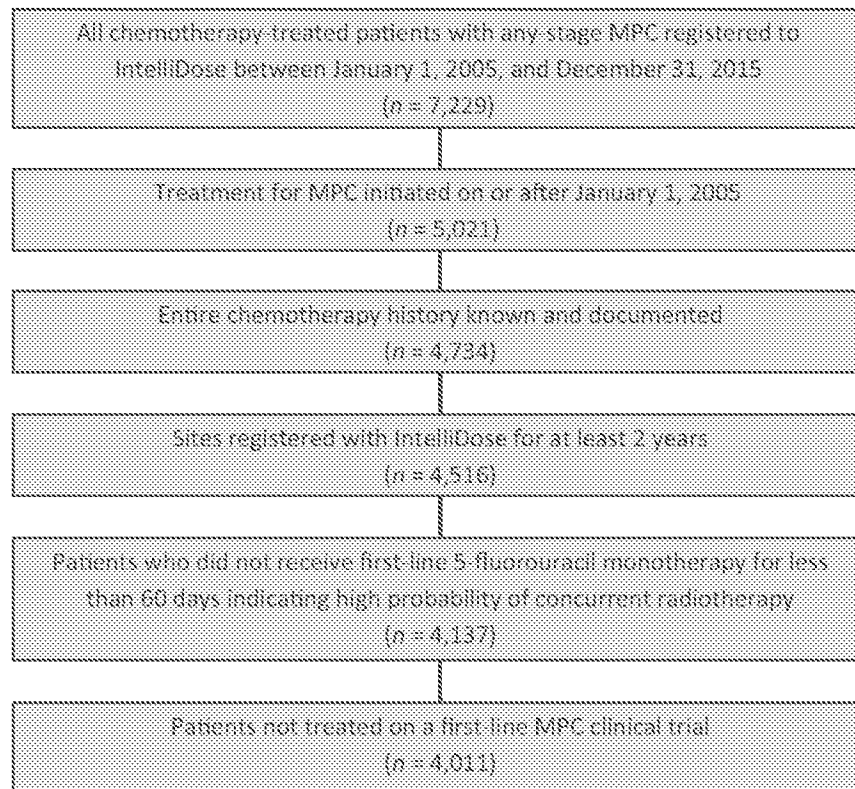 All chemotherapy-treated patients with any-stage MPC registered to
IntelliDose between January 1, 2005, and December 31, 2015
(n = 7,229)
Treatment for MPC initiated on or after January 1, 2005
(n = 5,021)
Entire chemotherapy history known and documented
(n = 4,734)
Sites registered with IntelliDose for at least 2 years
(n = 4,516)
Patients who did not receive first-line 5-fluorouracil monotherapy for less
than 60 days indicating high probability of concurrent radiotherapy
(n = 4,137)
Patients not treated on a first-line MPC clinical trial
(n = 4,011)